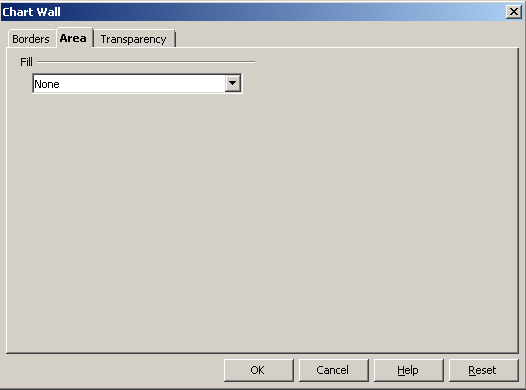 Chart Wall
Borders Area Transparency
Fill
None
OK Cancel Help Reset